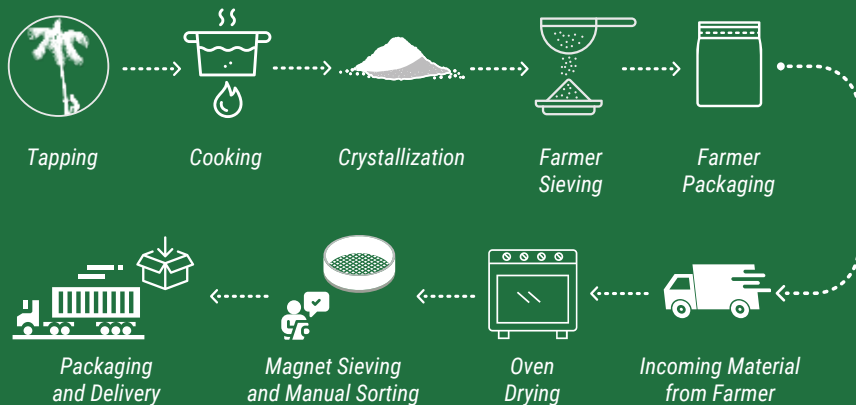 Tapping
Cooking
Crystallization
Farmer
Sieving
Farmer
Packaging
Incoming Material
from Farmer
Oven
Drying
Magnet Sieving
and Manual Sorting
Packaging
and Delivery